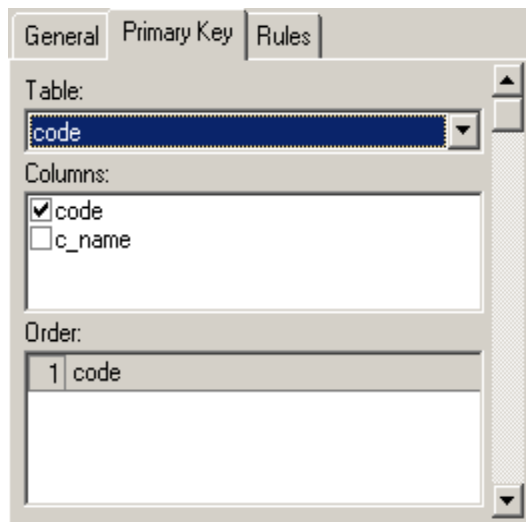 General Primary Key Rules
Table:
code
Columns:
code
c_name
Order:
1 code